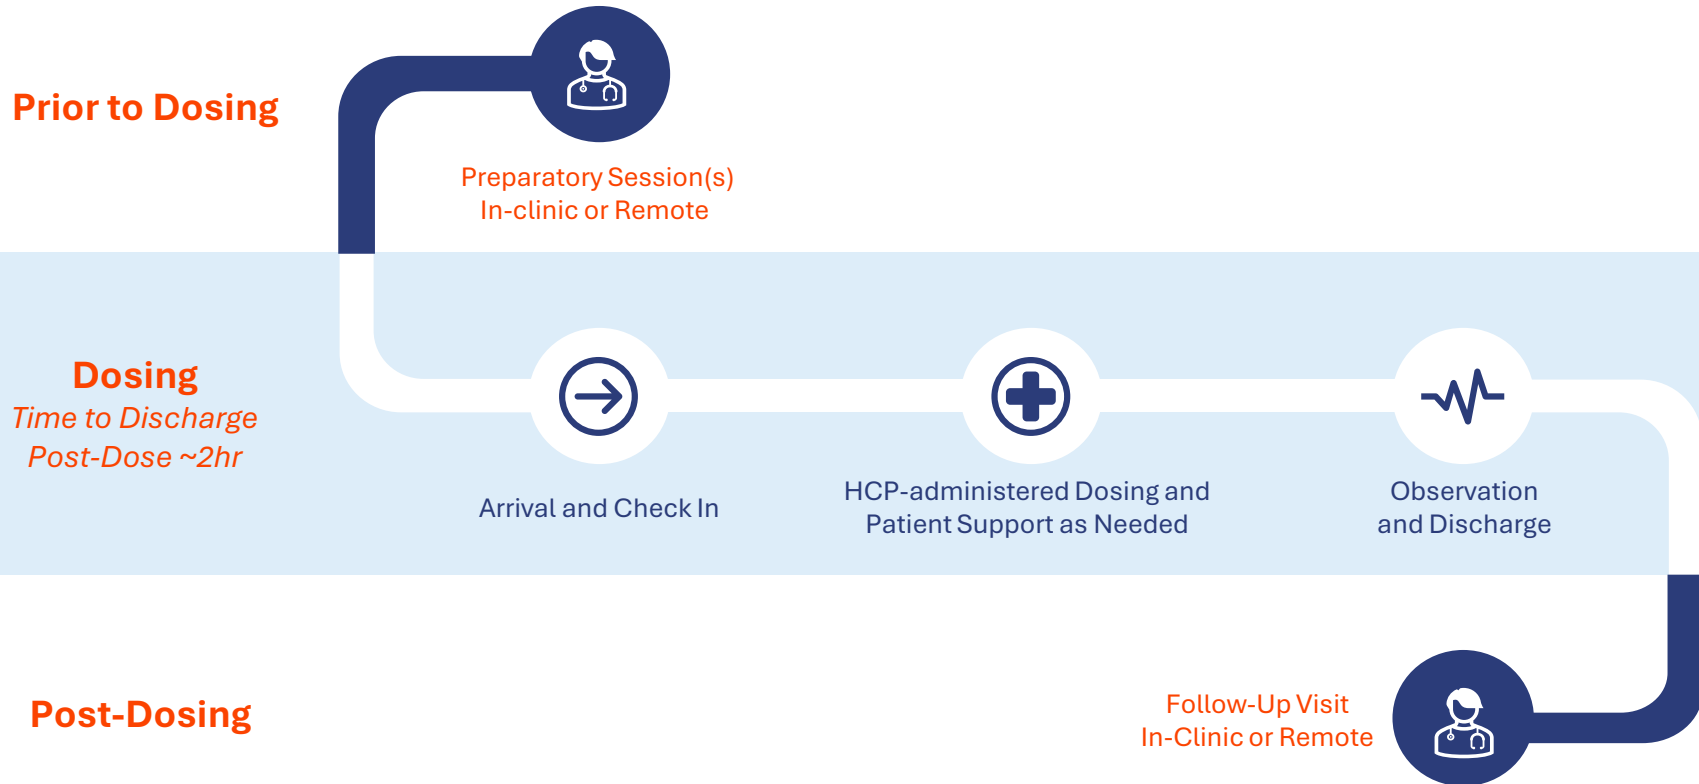 Prior to Dosing
Preparatory Session(s)
In-clinic or Remote
Dosing
Time to Discharge
Post-Dose ~2hr
Arrival and Check In
HCP-administered Dosing and
Patient Support as Needed
Observation
and Discharge
Post-Dosing
Follow-Up Visit
In-Clinic or Remote